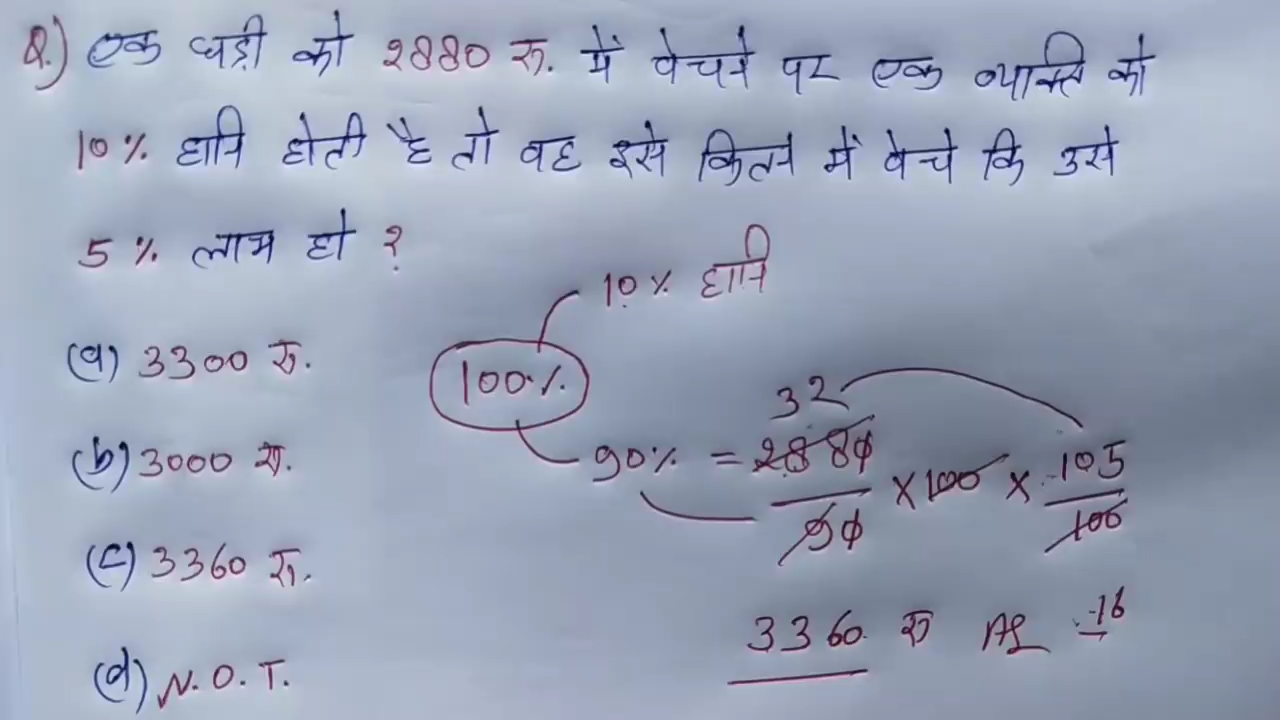 Q.) एक घड़ी को 2880 रु. में बेचने पर एक व्यक्ति को
10% हानि होती है तो वह इसे कितने में बेचे कि उसे
5% लाभ हो ?
(a) 3300 रु.
(b) 3000 रु.
(c) 3360 रु.
(d) N.O.T.
10% हानि
100%
32
90% = 2880/90 × 100 × 105/100
3360 रु
16